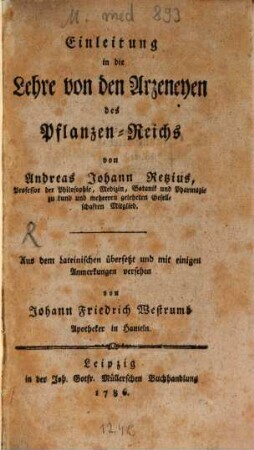 M. med 893
Einleitung
in die
Lehre von den Arzeneyen
des
Pflanzen-Reichs
von
Andreas Johann Retzius,
Professor der Philosophie, Medizin, Botanik und Pharmazie
zu Lund und mehreren gelehrten Gesell-
schaften Mitglied.
R
Aus dem Lateinischen übersetzt und mit einigen
Anmerkungen versehen
von
Johann Friedrich Westrumb
Apotheker in Hameln.
Leipzig
in der Joh. Gotfr. Müllerschen Buchhandlung
1786.
1246